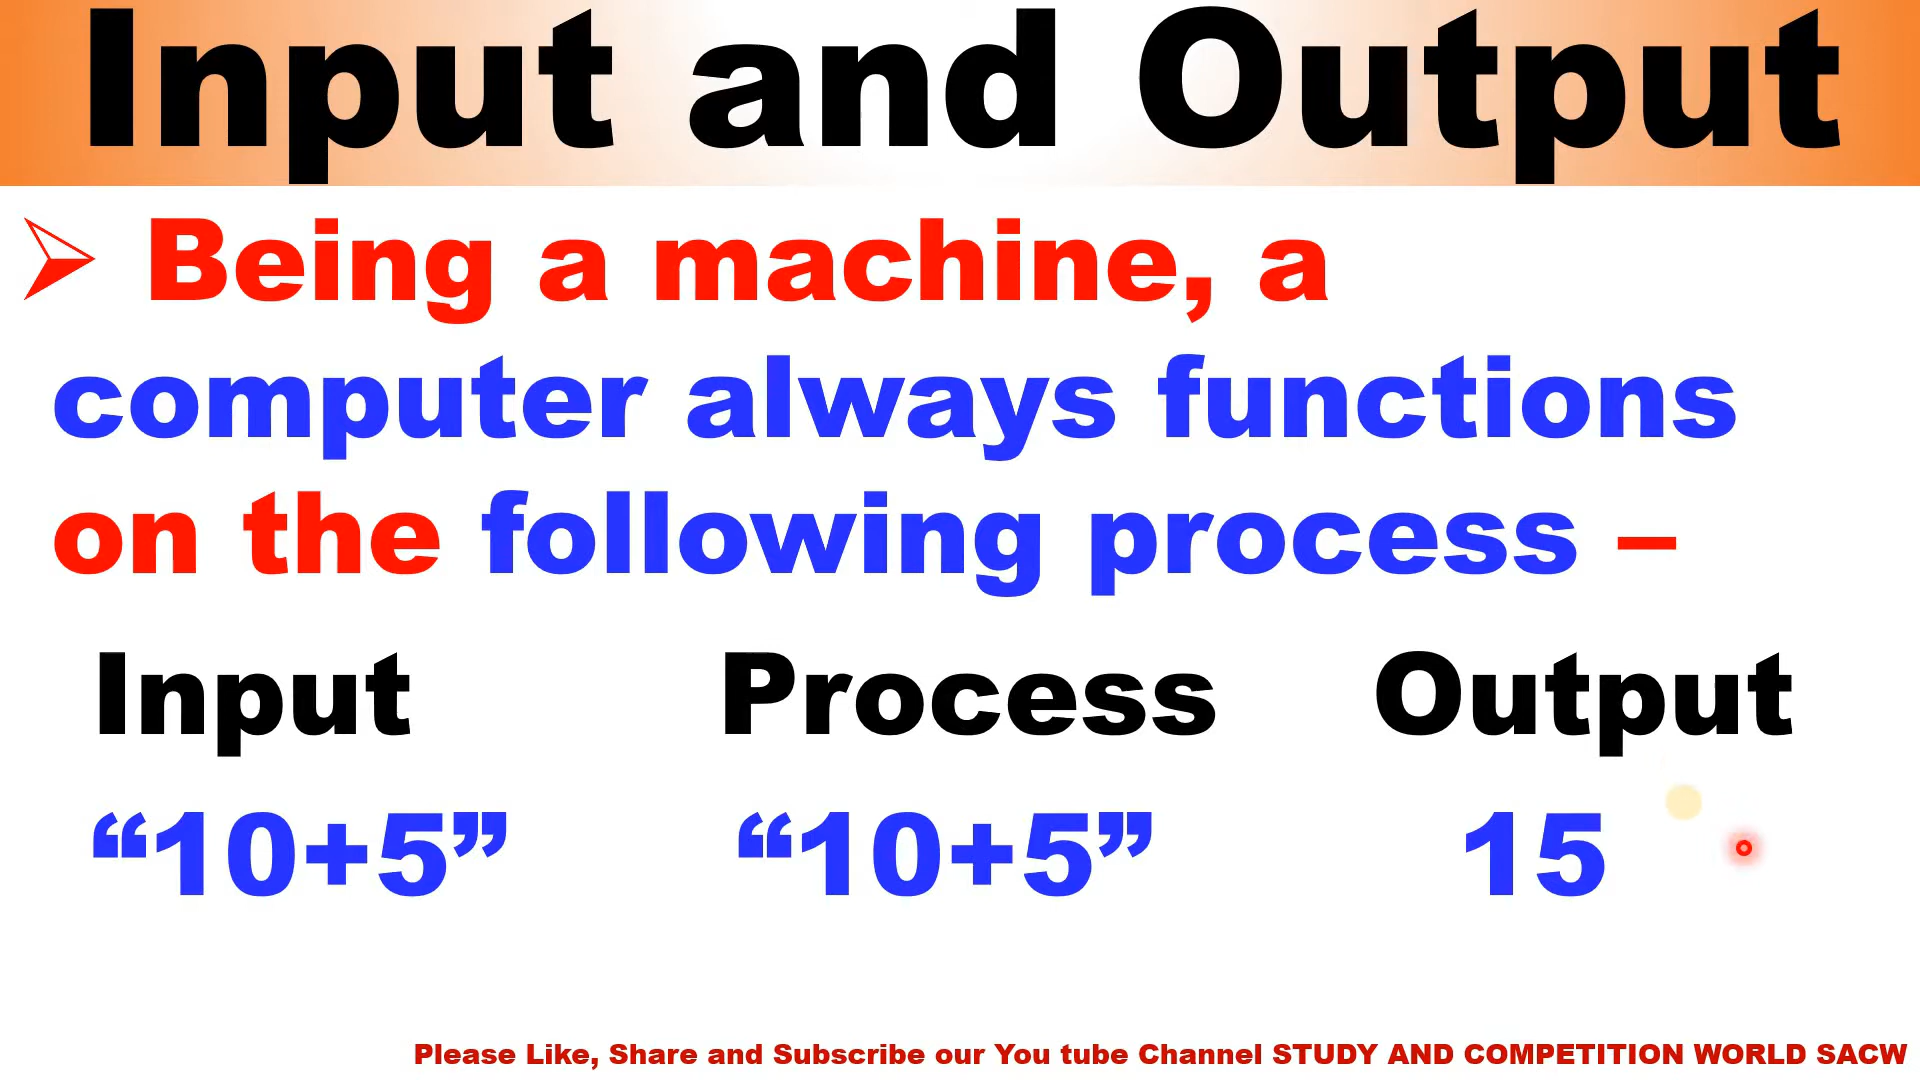 Input and Output
➢ Being a machine, a
computer always functions
on the following process –
Input Process Output
“10+5” “10+5” 15
Please Like, Share and Subscribe our You tube Channel STUDY AND COMPETITION WORLD SACW